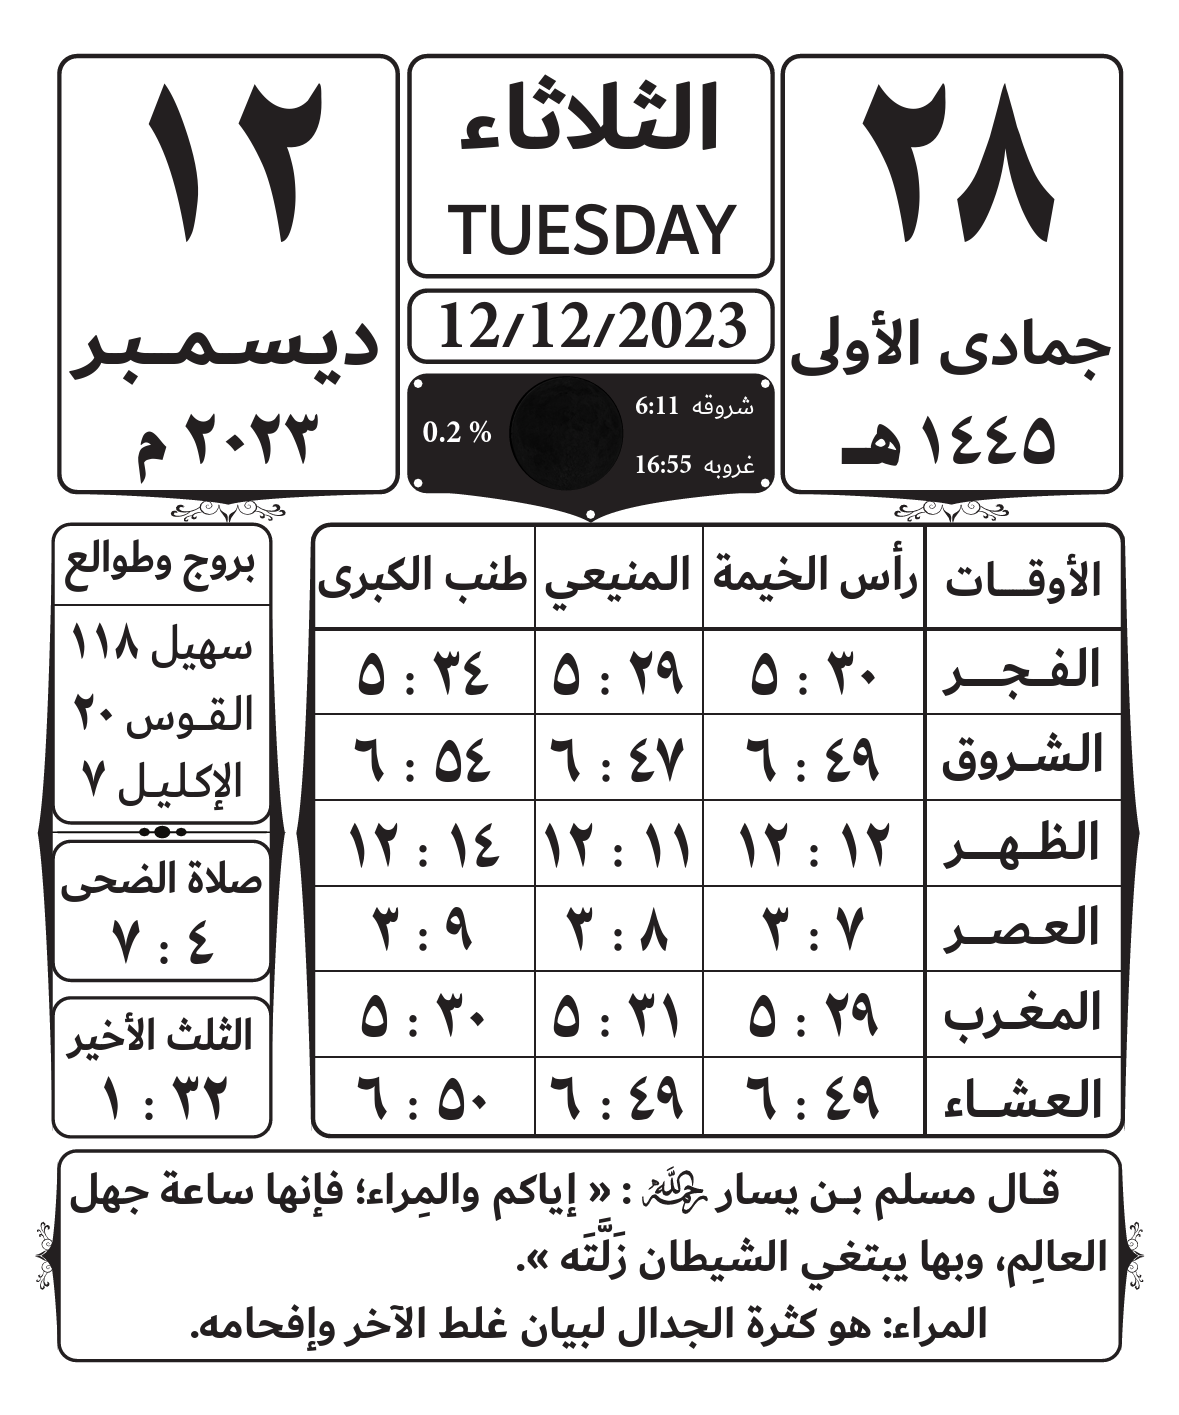 ٢٨
جمادى الأولى
١٤٤٥ هـ
الثلاثاء
TUESDAY
12/12/2023
شروقه 6:11
غروبه 16:55
0.2 %
١٢
ديسمبر
٢٠٢٣ م
الأوقات رأس الخيمة المنيعي طنب الكبرى
الفجر ٣٠ : ٥ ٢٩ : ٥ ٣٤ : ٥
الشروق ٤٩ : ٦ ٤٧ : ٦ ٥٤ : ٦
الظهر ١٢ : ١٢ ١١ : ١٢ ١٤ : ١٢
العصر ٧ : ٣ ٨ : ٣ ٩ : ٣
المغرب ٢٩ : ٥ ٣١ : ٥ ٣٠ : ٥
العشاء ٤٩ : ٦ ٤٩ : ٦ ٥٠ : ٦
بروج وطوالع
سهيل ١١٨
القوس ٢٠
الإكليل ٧
صلاة الضحى
٤ : ٧
الثلث الأخير
٣٢ : ١
قال مسلم بن يسار رحمه الله : « إياكم والمِراء؛ فإنها ساعة جهل
العالِم، وبها يبتغي الشيطان زَلَّتَه ».
المراء: هو كثرة الجدال لبيان غلط الآخر وإفحامه.